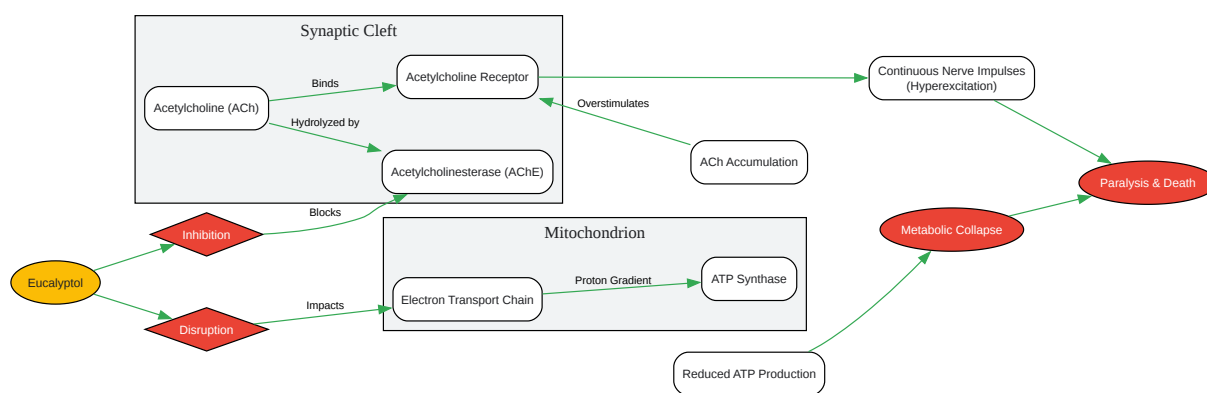 Synaptic Cleft
Acetylcholine (ACh)
Binds
Hydrolyzed by
Acetylcholine Receptor
Acetylcholinesterase (AChE)
Overstimulates
ACh Accumulation
Continuous Nerve Impulses
(Hyperexcitation)
Paralysis & Death
Metabolic Collapse
Eucalyptol
Inhibition
Blocks
Disruption
Impacts
Mitochondrion
Electron Transport Chain
Proton Gradient
ATP Synthase
Reduced ATP Production